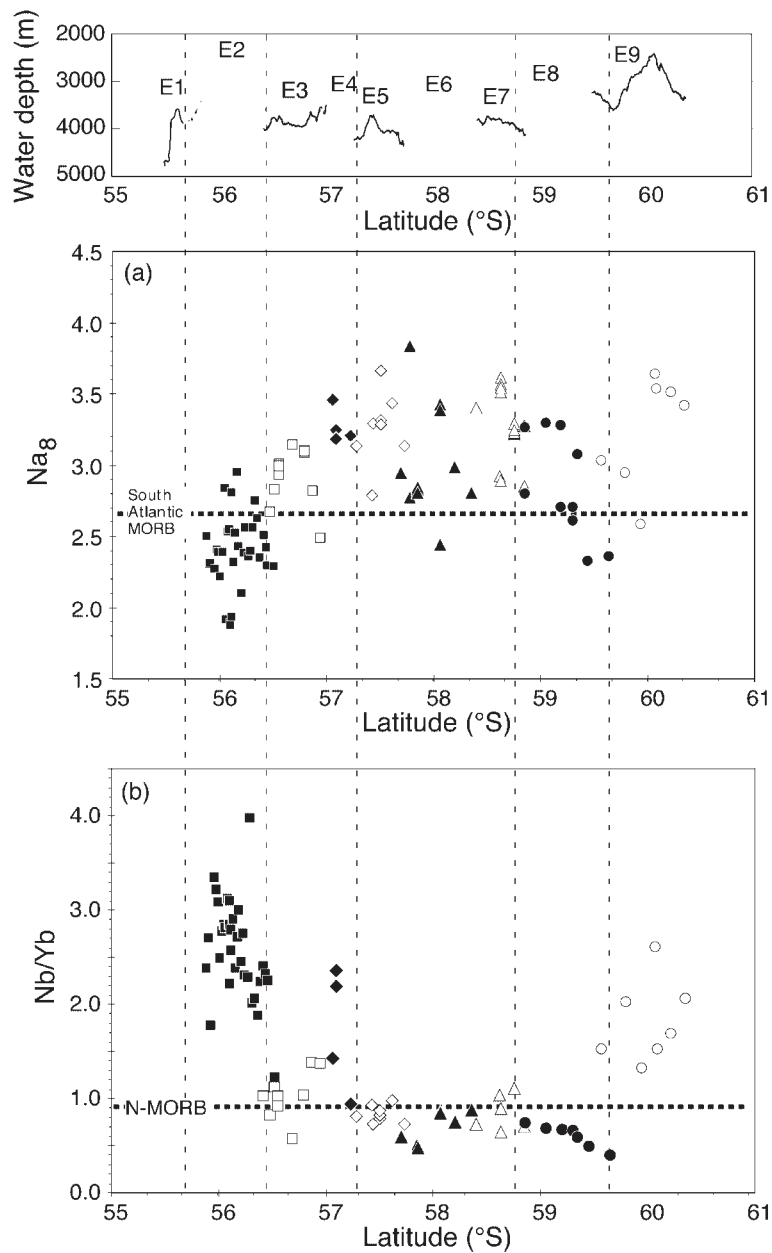 Water depth (m)
2000
3000
4000
5000
E1
E2
E3
E4
E5
E6
E7
E8
E9
55
56
57
58
59
60
61
Latitude (°S)
(a)
Na8
4.5
4.0
3.5
3.0
2.5
2.0
1.5
South
Atlantic
MORB
55
56
57
58
59
60
61
Latitude (°S)
(b)
Nb/Yb
4.0
3.0
2.0
1.0
0.0
N-MORB
55
56
57
58
59
60
61
Latitude (°S)